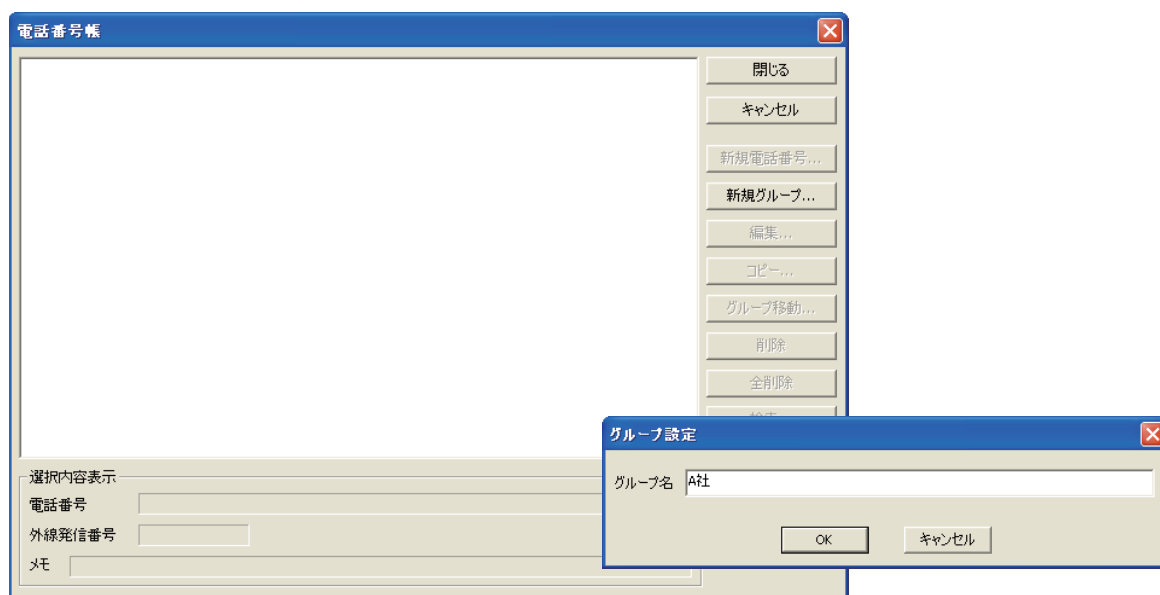 電話番号帳
閉じる
キャンセル
新規電話番号...
新規グループ...
編集...
コピー...
グループ移動...
削除
全削除
選択内容表示
電話番号
外線発信番号
メモ
グループ設定
グループ名 A社
OK キャンセル